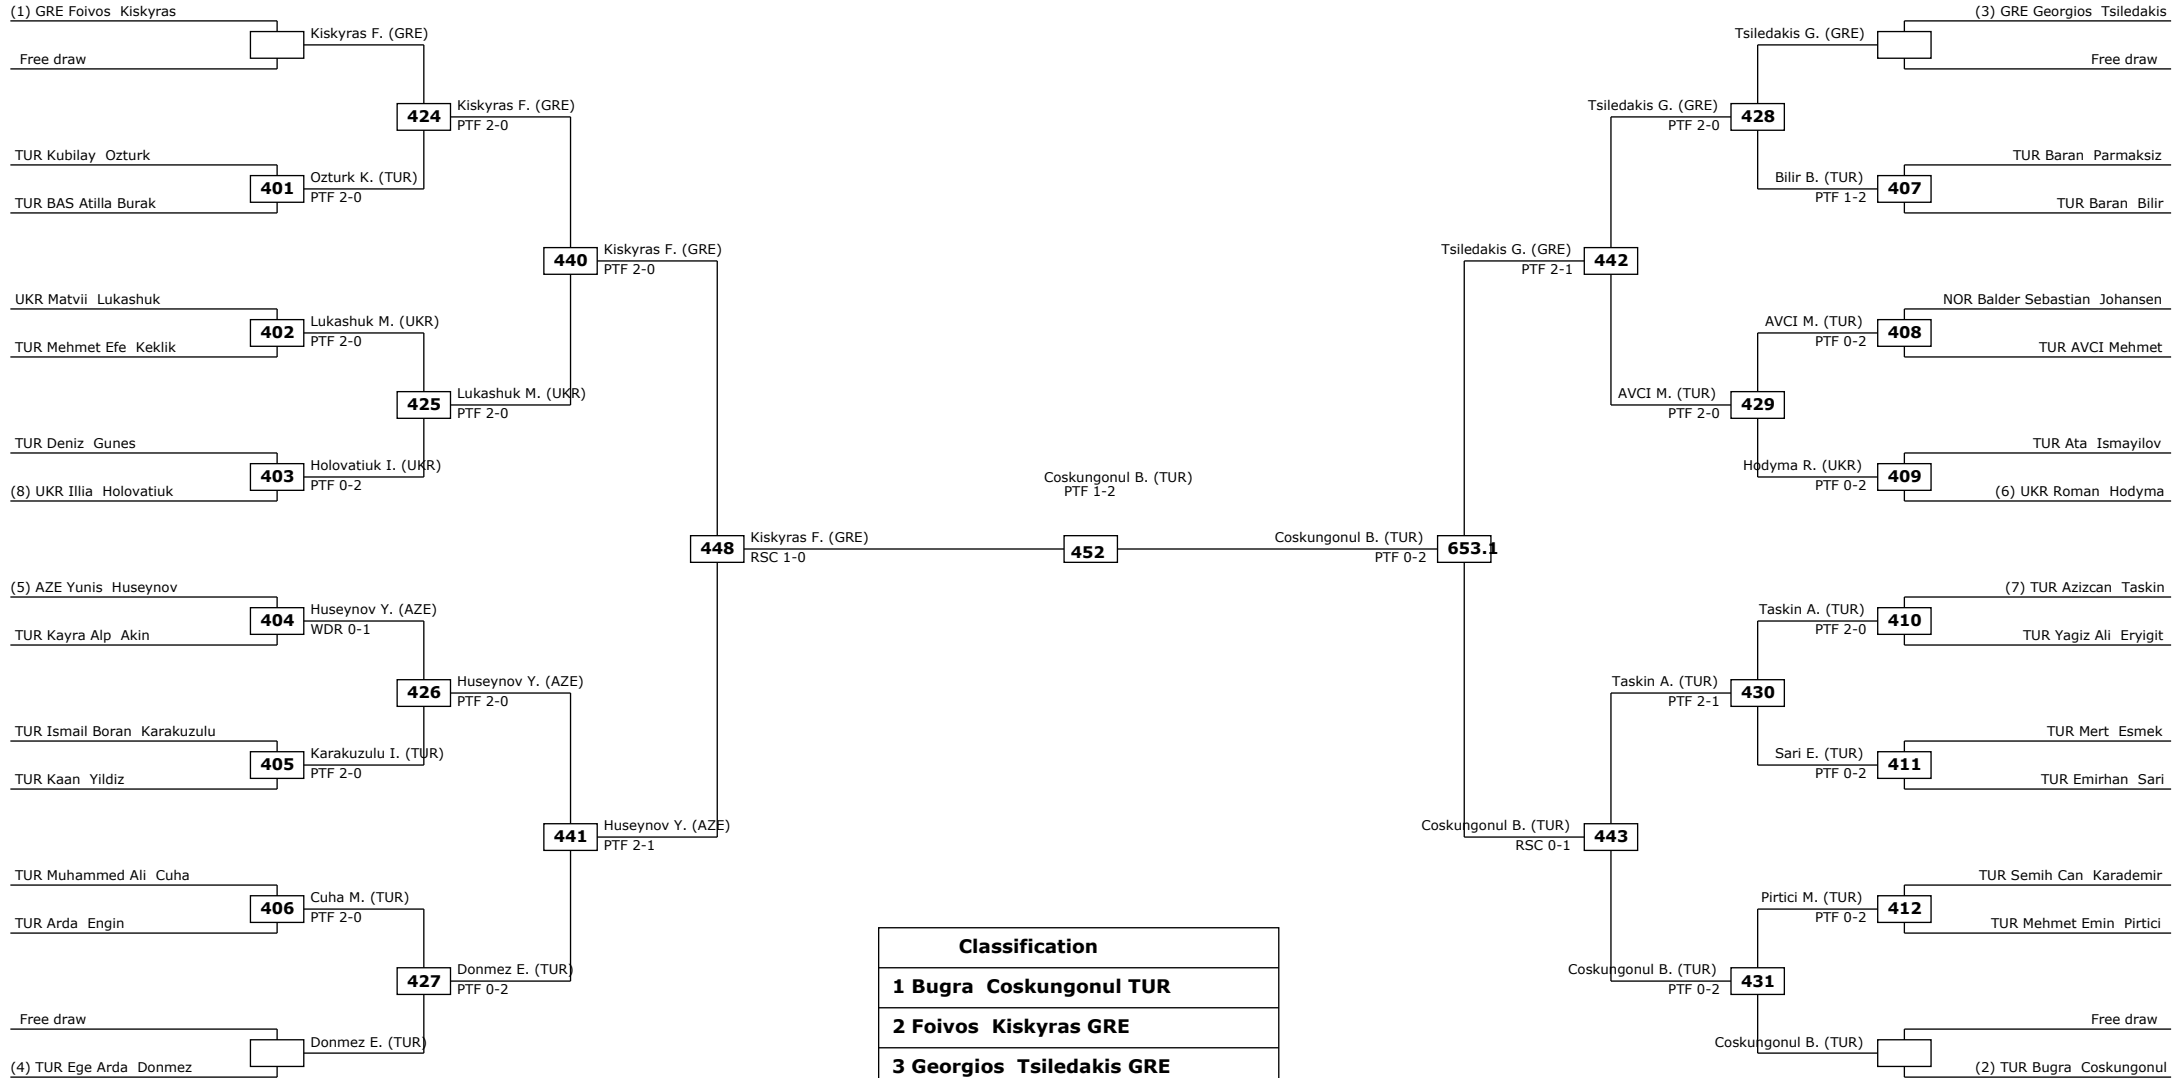 (1) GRE Foivos  Kiskyras
Free draw
Kiskyras F. (GRE)
424
Kiskyras F. (GRE)
PTF 2-0
TUR Kubilay  Ozturk
401
Ozturk K. (TUR)
PTF 2-0
TUR BAS Atilla Burak
440
Kiskyras F. (GRE)
PTF 2-0
UKR Matvii  Lukashuk
402
Lukashuk M. (UKR)
PTF 2-0
TUR Mehmet Efe  Keklik
425
Lukashuk M. (UKR)
PTF 2-0
TUR Deniz  Gunes
403
Holovatiuk I. (UKR)
PTF 0-2
(8) UKR Illia  Holovatiuk
448
Kiskyras F. (GRE)
RSC 1-0
(5) AZE Yunis  Huseynov
404
Huseynov Y. (AZE)
WDR 0-1
TUR Kayra Alp  Akin
426
Huseynov Y. (AZE)
PTF 2-0
TUR Ismail Boran  Karakuzulu
405
Karakuzulu I. (TUR)
PTF 2-0
TUR Kaan  Yildiz
441
Huseynov Y. (AZE)
PTF 2-1
TUR Muhammed Ali  Cuha
406
Cuha M. (TUR)
PTF 2-0
TUR Arda  Engin
427
Donmez E. (TUR)
PTF 0-2
Free draw
Donmez E. (TUR)
(4) TUR Ege Arda  Donmez
Coskungonul B. (TUR)
PTF 1-2
452
Classification
1 Bugra  Coskungonul TUR
2 Foivos  Kiskyras GRE
3 Georgios  Tsiledakis GRE
(3) GRE Georgios  Tsiledakis
Tsiledakis G. (GRE)
Free draw
Tsiledakis G. (GRE)
PTF 2-0
428
TUR Baran  Parmaksiz
Bilir B. (TUR)
PTF 1-2
407
TUR Baran  Bilir
Tsiledakis G. (GRE)
PTF 2-1
442
NOR Balder Sebastian  Johansen
AVCI M. (TUR)
PTF 0-2
408
TUR AVCI Mehmet
AVCI M. (TUR)
PTF 2-0
429
TUR Ata  Ismayilov
Hodyma R. (UKR)
PTF 0-2
409
(6) UKR Roman  Hodyma
Coskungonul B. (TUR)
PTF 0-2
653.1
(7) TUR Azizcan  Taskin
Taskin A. (TUR)
PTF 2-0
410
TUR Yagiz Ali  Eryigit
Taskin A. (TUR)
PTF 2-1
430
TUR Mert  Esmek
Sari E. (TUR)
PTF 0-2
411
TUR Emirhan  Sari
Coskungonul B. (TUR)
RSC 0-1
443
TUR Semih Can  Karademir
Pirtici M. (TUR)
PTF 0-2
412
TUR Mehmet Emin  Pirtici
Coskungonul B. (TUR)
PTF 0-2
431
Free draw
Coskungonul B. (TUR)
(2) TUR Bugra  Coskungonul